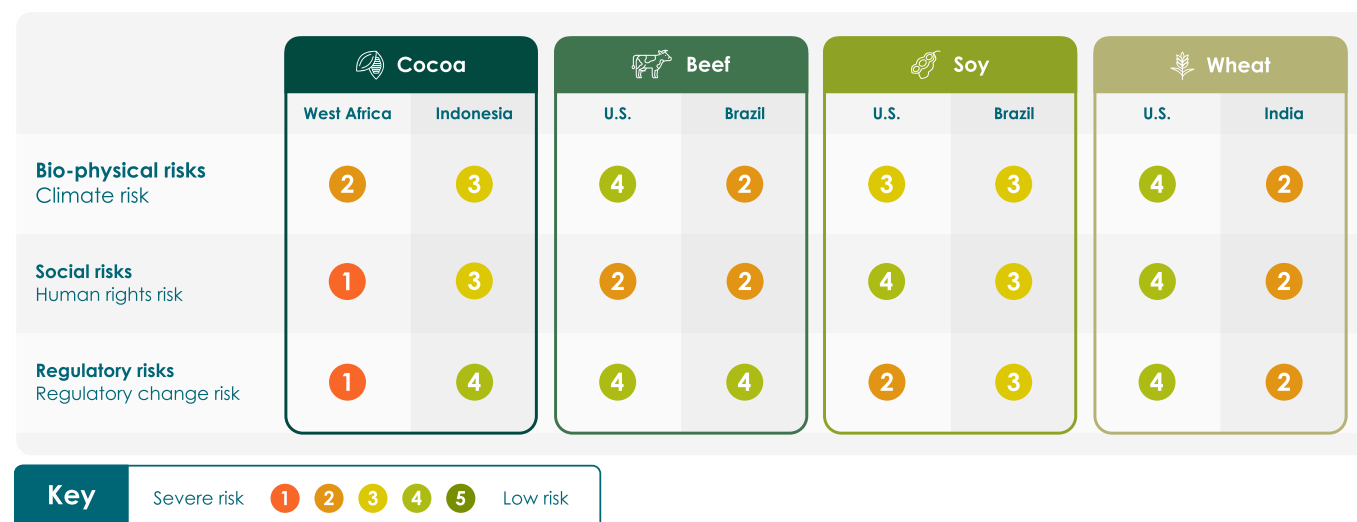 Cocoa Beef Soy Wheat
West Africa Indonesia U.S. Brazil U.S. Brazil U.S. India
Bio-physical risks
Climate risk
2 3 4 2 3 3 4 2
Social risks
Human rights risk
1 3 2 2 4 3 4 2
Regulatory risks
Regulatory change risk
1 4 4 4 2 3 4 2
Key Severe risk 1 2 3 4 5 Low risk